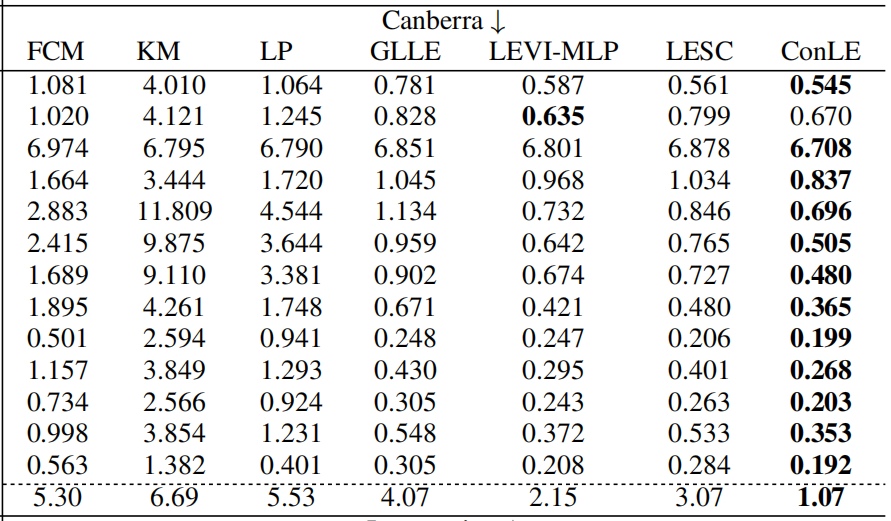 Canberra ↓
FCM KM LP GLLE LEVI-MLP LESC ConLE
1.081 4.010 1.064 0.781 0.587 0.561 0.545
1.020 4.121 1.245 0.828 0.635 0.799 0.670
6.974 6.795 6.790 6.851 6.801 6.878 6.708
1.664 3.444 1.720 1.045 0.968 1.034 0.837
2.883 11.809 4.544 1.134 0.732 0.846 0.696
2.415 9.875 3.644 0.959 0.642 0.765 0.505
1.689 9.110 3.381 0.902 0.674 0.727 0.480
1.895 4.261 1.748 0.671 0.421 0.480 0.365
0.501 2.594 0.941 0.248 0.247 0.206 0.199
1.157 3.849 1.293 0.430 0.295 0.401 0.268
0.734 2.566 0.924 0.305 0.243 0.263 0.203
0.998 3.854 1.231 0.548 0.372 0.533 0.353
0.563 1.382 0.401 0.305 0.208 0.284 0.192
5.30 6.69 5.53 4.07 2.15 3.07 1.07